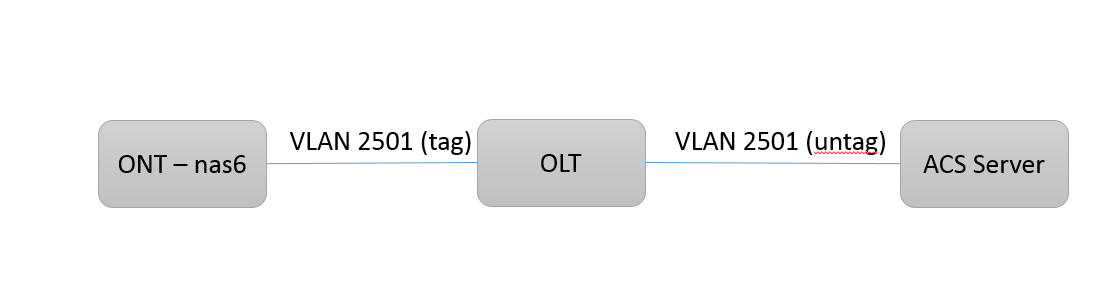 VLAN 2501 (tag)
VLAN 2501 (untag)
ONT – nas6
OLT
ACS Server